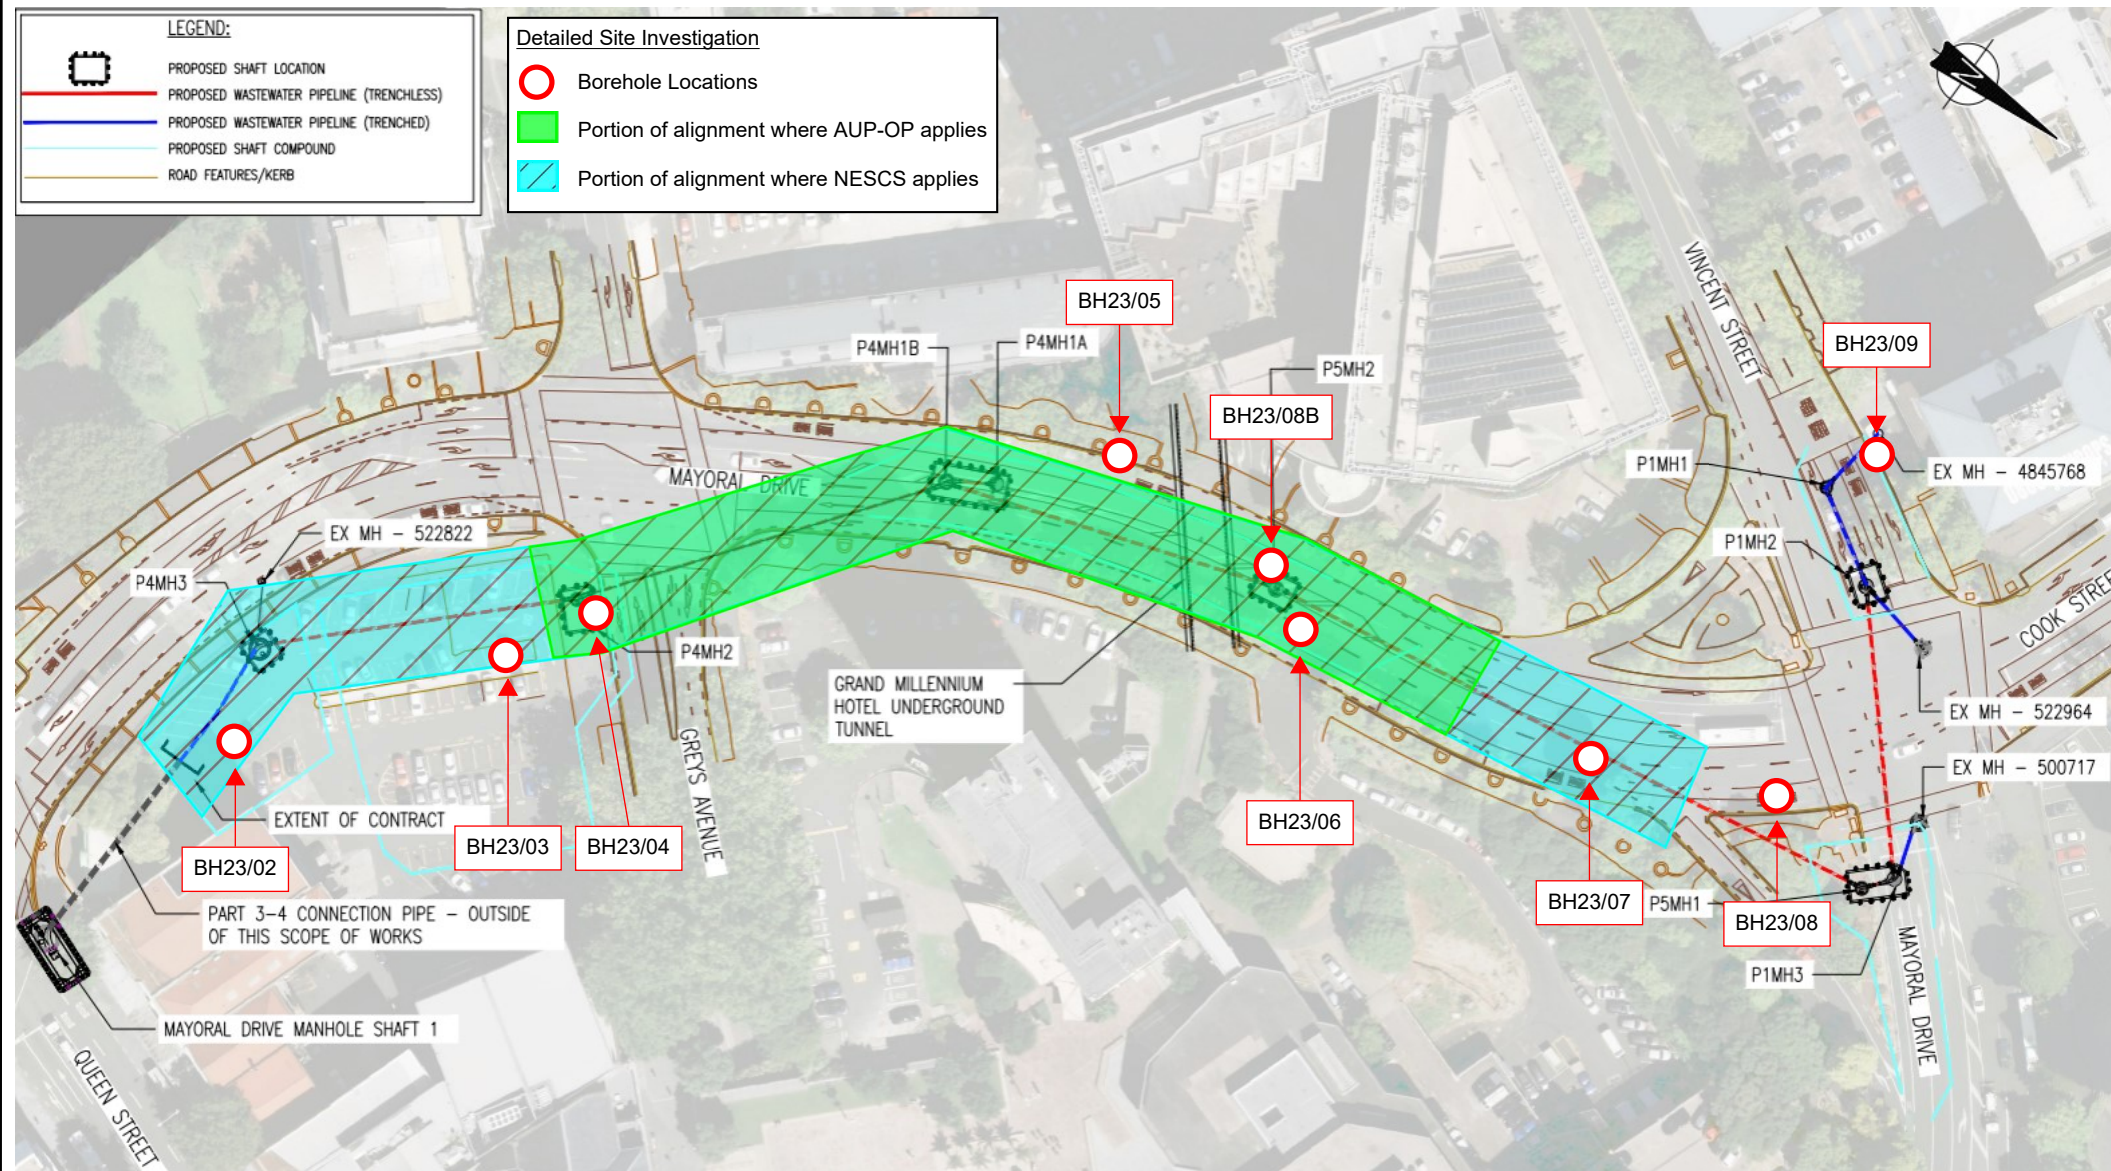 LEGEND:
PROPOSED SHAFT LOCATION
PROPOSED WASTEWATER PIPELINE (TRENCHLESS)
PROPOSED WASTEWATER PIPELINE (TRENCHED)
PROPOSED SHAFT COMPOUND
ROAD FEATURES/KERB
Detailed Site Investigation
Borehole Locations
Portion of alignment where AUP-OP applies
Portion of alignment where NESCS applies
N
BH23/05
P4MH1B
P4MH1A
P5MH2
BH23/08B
VINCENT STREET
BH23/09
P1MH1
EX MH - 4845768
MAYORAL DRIVE
EX MH - 522822
P1MH2
P4MH3
COOK STREET
P4MH2
GRAND MILLENNIUM
HOTEL UNDERGROUND
TUNNEL
EX MH - 522964
GREYS AVENUE
EX MH - 500717
EXTENT OF CONTRACT
BH23/02
BH23/03
BH23/04
BH23/06
BH23/07
P5MH1
BH23/08
PART 3-4 CONNECTION PIPE - OUTSIDE
OF THIS SCOPE OF WORKS
P1MH3
MAYORAL DRIVE
MAYORAL DRIVE MANHOLE SHAFT 1
QUEEN STREET